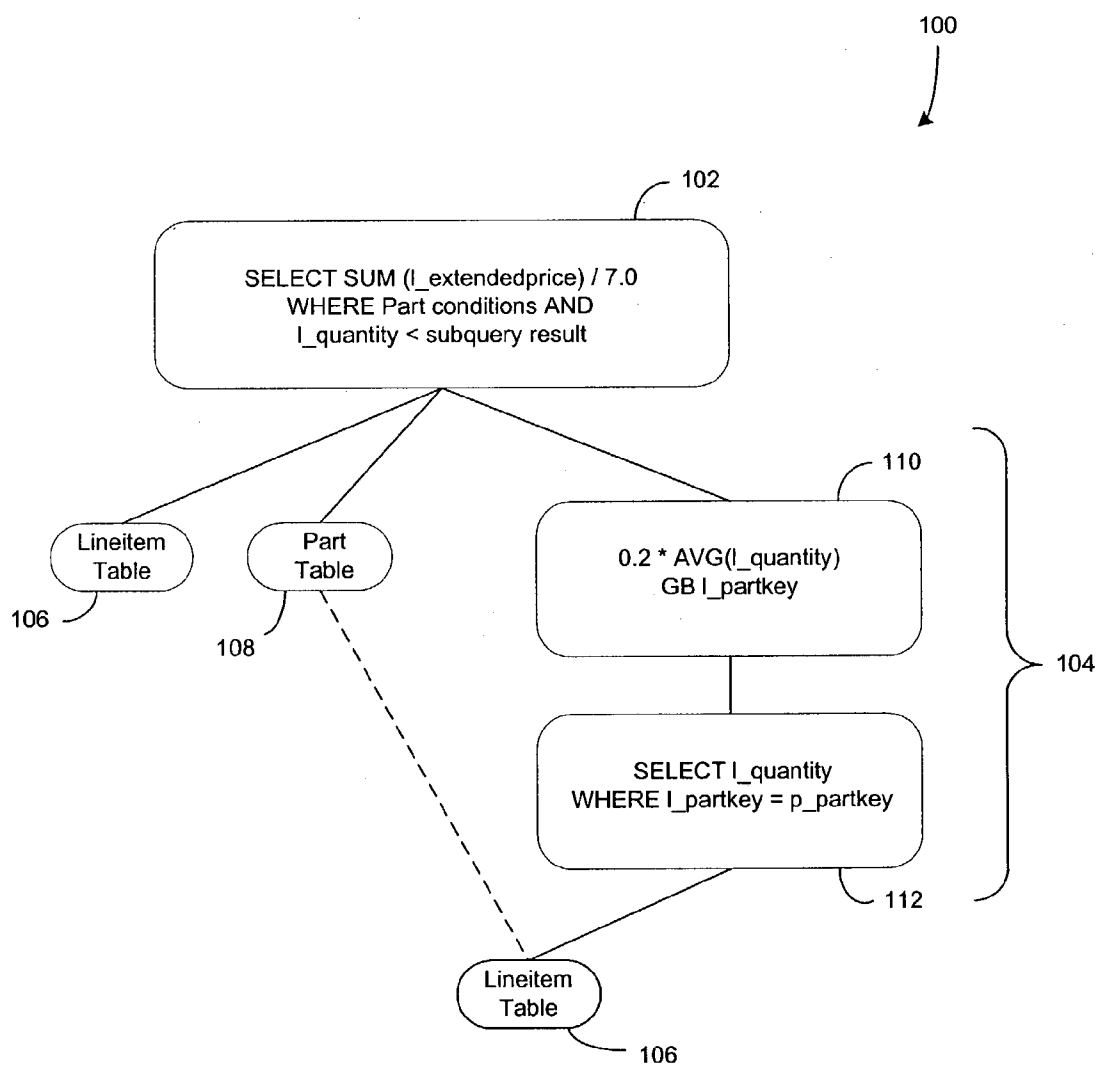 100
102
SELECT SUM (l_extendedprice) / 7.0
WHERE Part conditions AND
l_quantity < subquery result
110
Lineitem
Table
Part
Table
0.2 * AVG(l_quantity)
GB l_partkey
106
108
104
SELECT l_quantity
WHERE l_partkey = p_partkey
112
Lineitem
Table
106